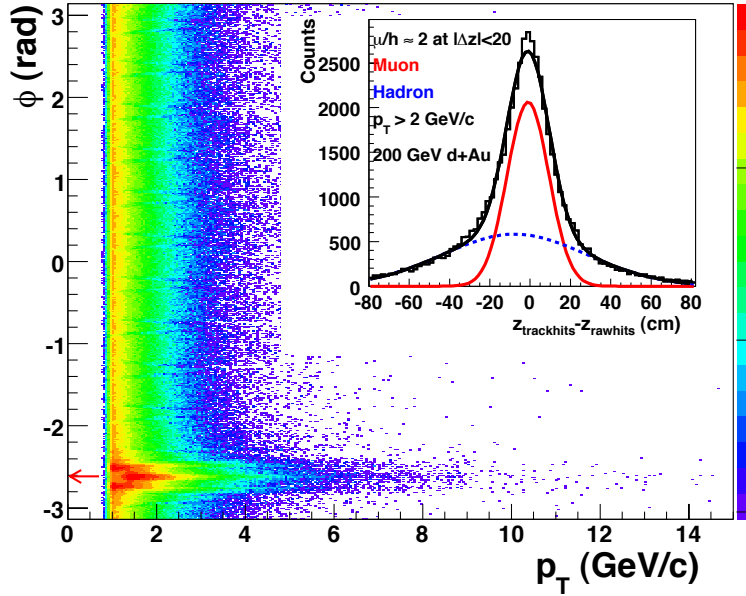 φ (rad)
3
2
1
0
-1
-2
-3
0 2 4 6 8 10 12 14
p_T (GeV/c)
Counts
2500
2000
1500
1000
500
0
-80 -60 -40 -20 0 20 40 60 80
z_trackhits-z_rawhits (cm)
μ/h ≈ 2 at |Δz|<20
Muon
Hadron
p_T > 2 GeV/c
200 GeV d+Au